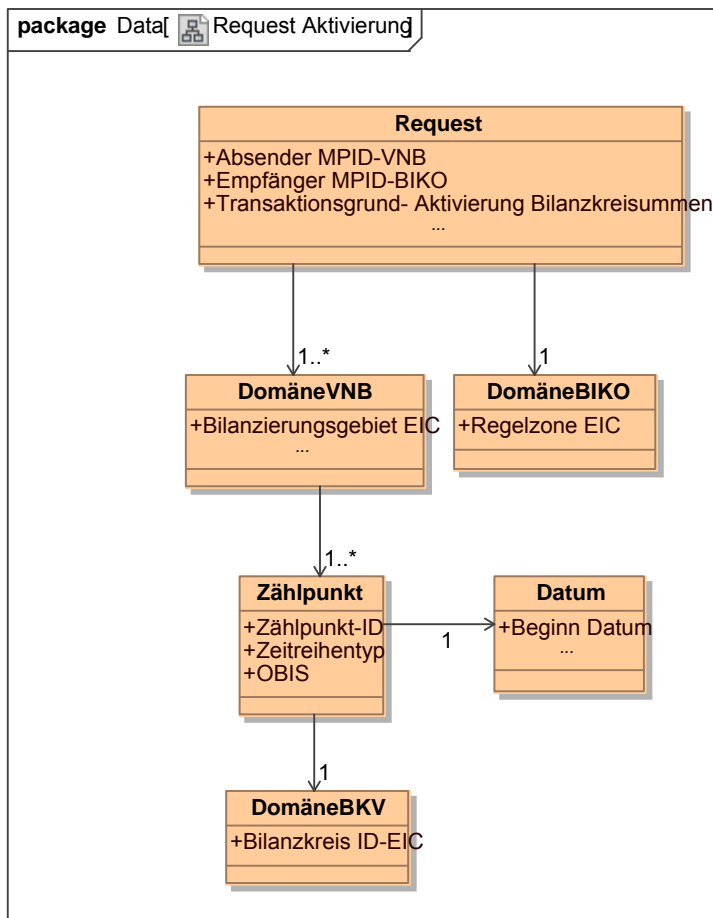 package Data[ Request Aktivierung]
Request
+Absender MPID-VNB
+Empfänger MPID-BIKO
+Transaktionsgrund- Aktivierung Bilanzkreisummen
...
1..*
1
DomäneVNB
+Bilanzierungsgebiet EIC
...
DomäneBIKO
+Regelzone EIC
1..*
Zählpunkt
+Zählpunkt-ID
+Zeitreihentyp
+OBIS
1
Datum
+Beginn Datum
...
1
DomäneBKV
+Bilanzkreis ID-EIC